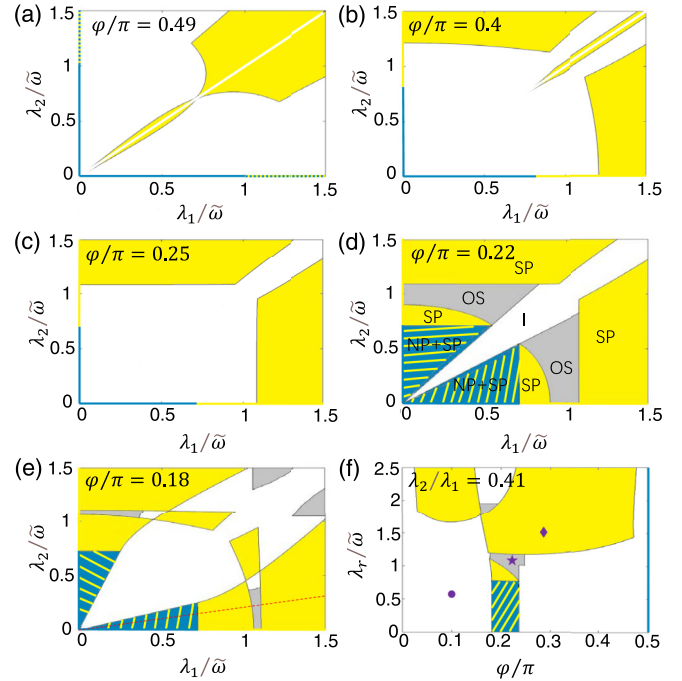 (a)
φ/π = 0.49
1.5
1
0.5
0
λ₂/ω̃
0
0.5
1.0
1.5
λ₁/ω̃
(b)
φ/π = 0.4
1.5
1
0.5
0
λ₂/ω̃
0
0.5
1
1.5
λ₁/ω̃
(c)
φ/π = 0.25
1.5
1
0.5
0
λ₂/ω̃
0
0.5
1
1.5
λ₁/ω̃
(d)
φ/π = 0.22
SP
OS
SP
I
NP+SP
NP+SP
SP
OS
SP
1.5
1
0.5
0
λ₂/ω̃
0
0.5
1
1.5
λ₁/ω̃
(e)
φ/π = 0.18
1.5
1
0.5
0
λ₂/ω̃
0
0.5
1
1.5
λ₁/ω̃
(f)
λ₂/λ₁ = 0.41
2.5
2
1.5
1
0.5
0
λᵣ/ω̃
0
0.1
0.2
0.3
0.4
0.5
φ/π